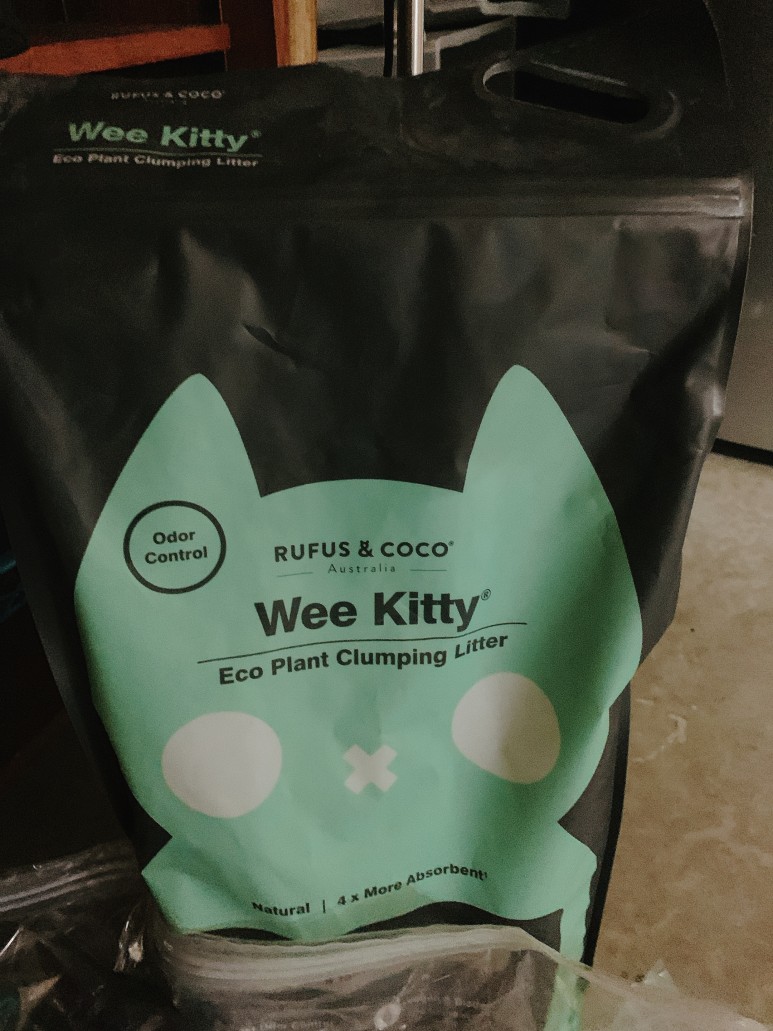 RUFUS & COCO®
Wee Kitty®
Eco Plant Clumping Litter
Odor
Control
RUFUS & COCO®
Australia
Wee Kitty®
Eco Plant Clumping Litter
Natural | 4 x More Absorbent¹